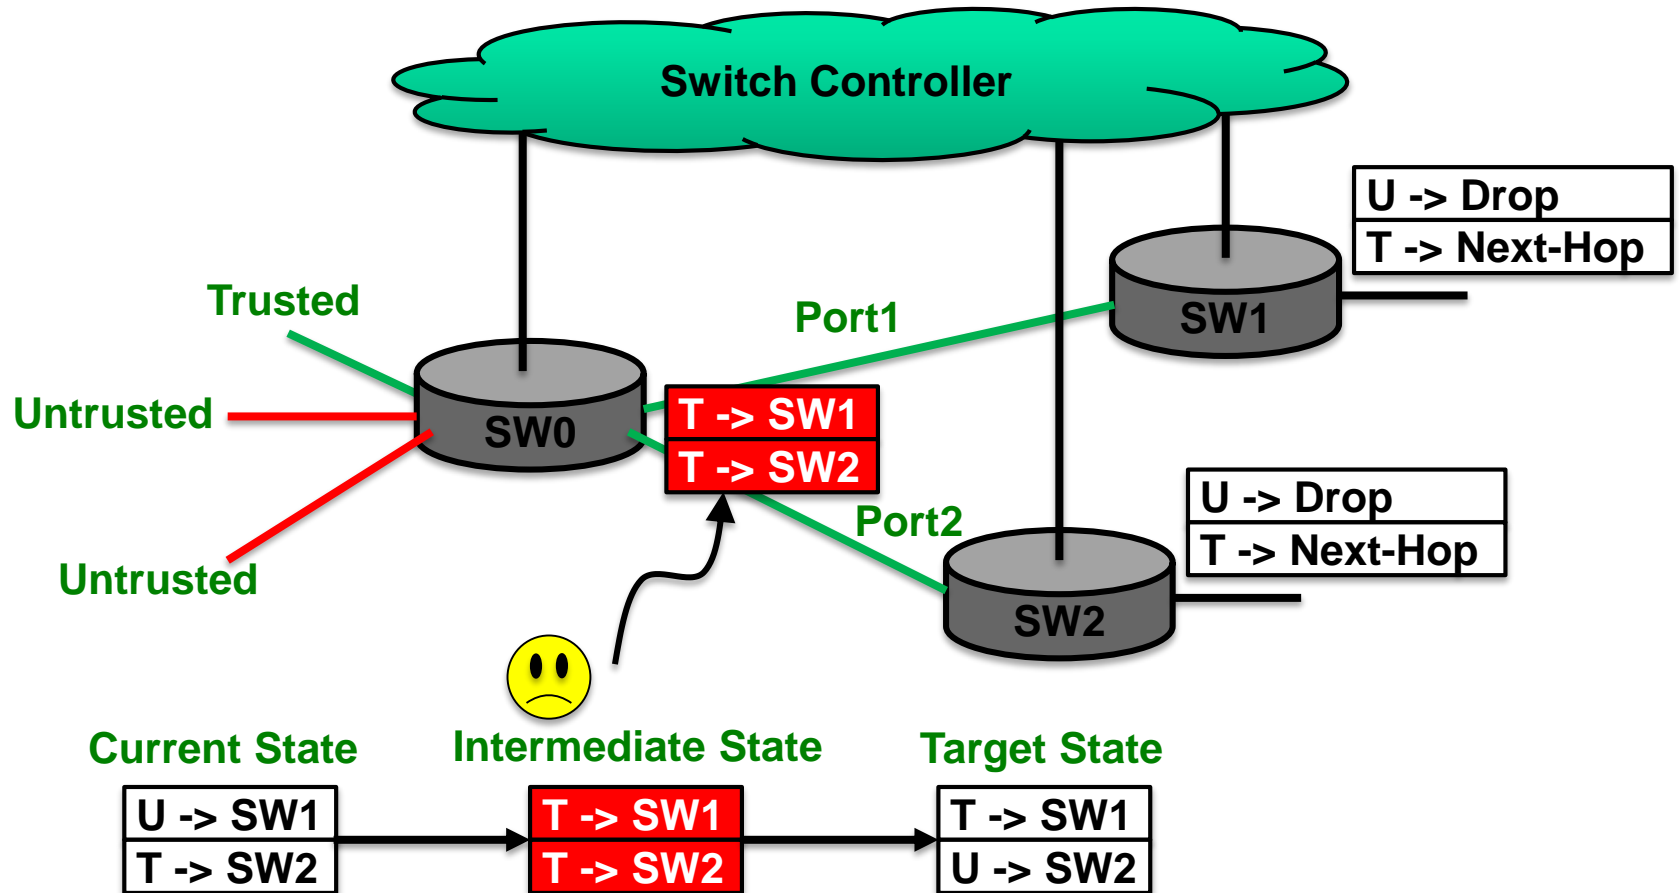 Switch Controller
U -> Drop
T -> Next-Hop
SW1
Trusted
Port1
Untrusted
SW0
T -> SW1
T -> SW2
Port2
U -> Drop
T -> Next-Hop
Untrusted
SW2
Current State
Intermediate State
Target State
U -> SW1
T -> SW2
T -> SW1
T -> SW2
T -> SW1
U -> SW2